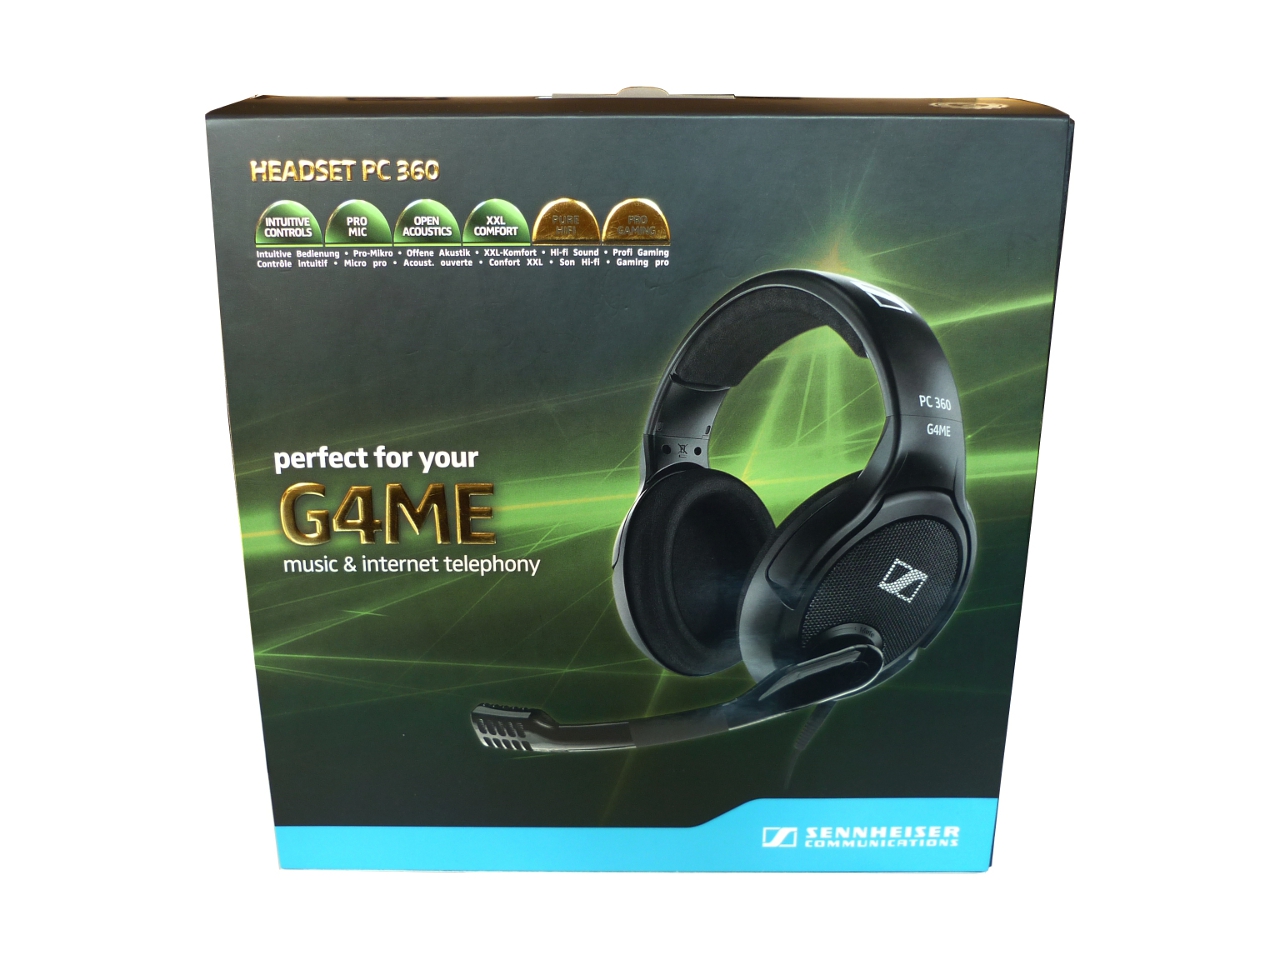 HEADSET PC 360
INTUITIVE CONTROLS
PRO MIC
OPEN ACOUSTICS
XXL COMFORT
PURE HIFI
PRO GAMING
Intuitive Bedienung • Pro-Mikro • Offene Akustik • XXL-Komfort • Hi-fi Sound • Profi Gaming
Contrôle intuitif • Micro pro • Acoust. ouverte • Confort XXL • Son Hi-fi • Gaming pro
PC 360
G4ME
perfect for your
G4ME
music & internet telephony
SENNHEISER
COMMUNICATIONS